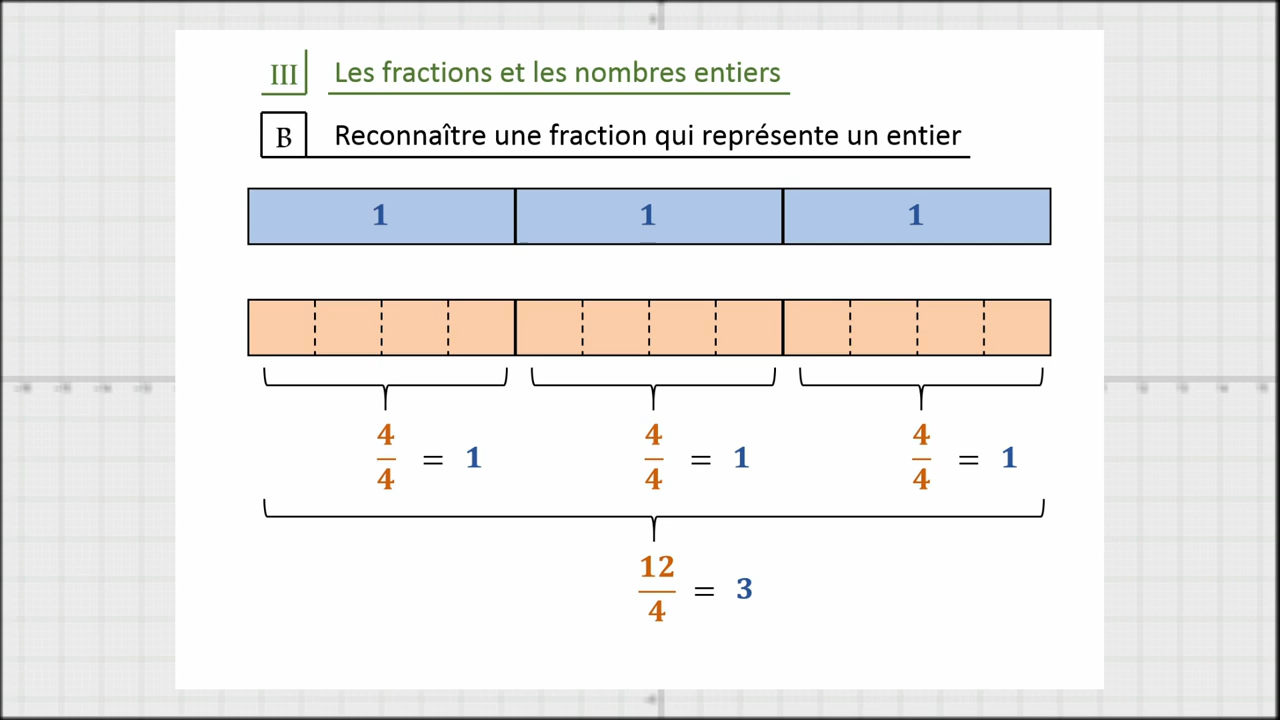 III Les fractions et les nombres entiers
B Reconnaître une fraction qui représente un entier
1 1 1
4/4 = 1 4/4 = 1 4/4 = 1
12/4 = 3